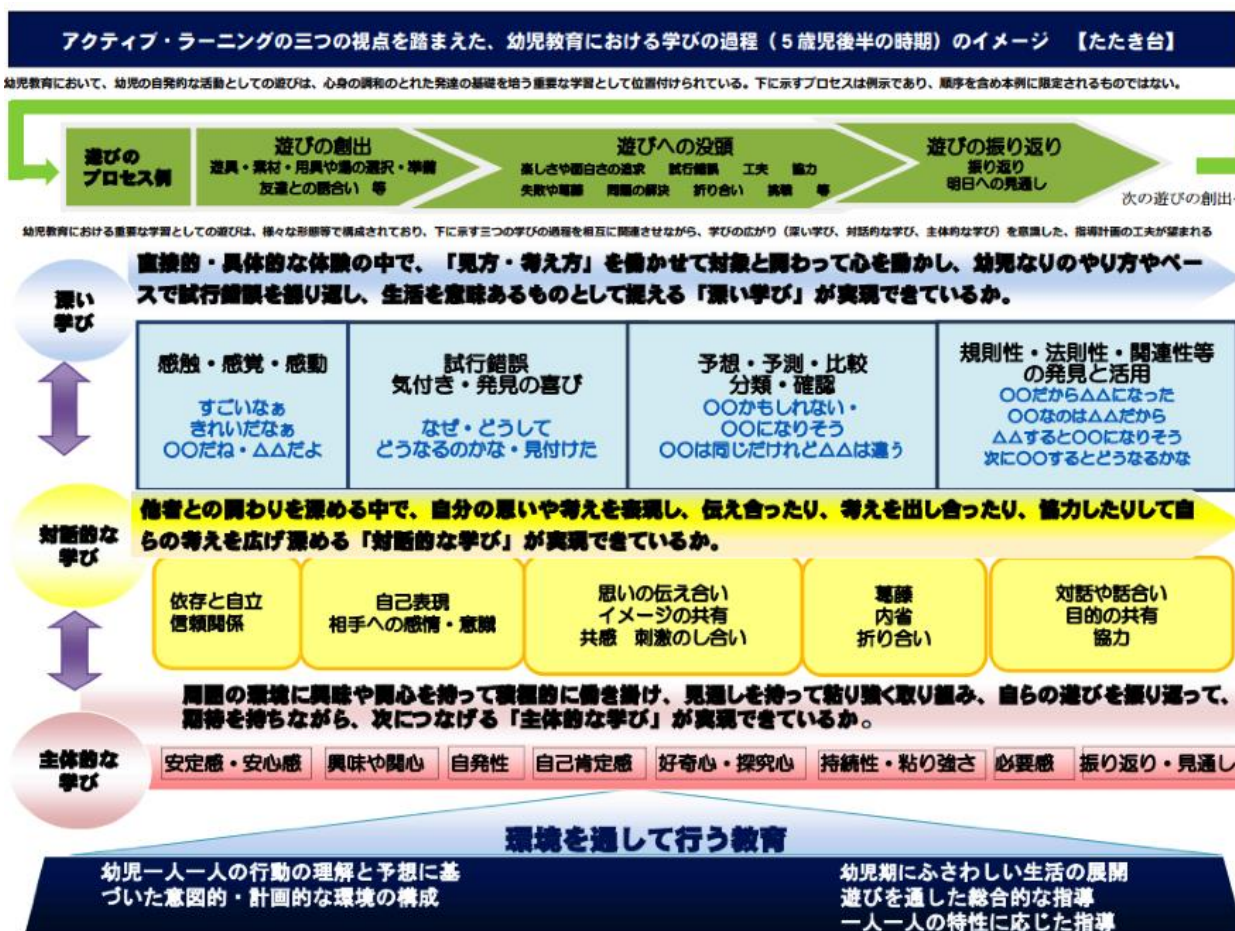 アクティブ・ラーニングの三つの視点を踏まえた、幼児教育における学びの過程（５歳児後半の時期）のイメージ　【たたき台】
幼児教育において、幼児の自発的な活動としての遊びは、心身の調和のとれた発達の基礎を培う重要な学習として位置付けられている。下に示すプロセスは例示であり、順序を含め本例に限定されるものではない。
遊びの
プロセス例
遊びの創出
遊具・素材・用具や場の選択・準備
友達との話合い　等
遊びへの没頭
楽しさや面白さの追求　試行錯誤　工夫　協力
失敗や葛藤　問題の解決　折り合い　挑戦　等
遊びの振り返り
振り返り
明日への見通し
次の遊びの創出へ
幼児教育における重要な学習としての遊びは、様々な形態等で構成されており、下に示す三つの学びの過程を相互に関連させながら、学びの広がり（深い学び、対話的な学び、主体的な学び）を意識した、指導計画の工夫が望まれる
深い
学び
直接的・具体的な体験の中で、「見方・考え方」を働かせて対象と関わって心を動かし、幼児なりのやり方やペー
スで試行錯誤を繰り返し、生活を意味あるものとして捉える「深い学び」が実現できているか。
感触・感覚・感動
すごいなぁ
きれいだなぁ
〇〇だね・△△だよ
試行錯誤
気付き・発見の喜び
なぜ・どうして
どうなるのかな・見付けた
予想・予測・比較
分類・確認
〇〇かもしれない・
〇〇になりそう
〇〇は同じだけれど△△は違う
規則性・法則性・関連性等
の発見と活用
〇〇だから△△になった
〇〇なのは△△だから
△△すると〇〇になりそう
次に〇〇するとどうなるかな
対話的な
学び
他者との関わりを深める中で、自分の思いや考えを表現し、伝え合ったり、考えを出し合ったり、協力したりして自
らの考えを広げ深める「対話的な学び」が実現できているか。
依存と自立
信頼関係
自己表現
相手への感情・意識
思いの伝え合い
イメージの共有
共感　刺激のし合い
葛藤
内省
折り合い
対話や話合い
目的の共有
協力
主体的な
学び
周囲の環境に興味や関心を持って積極的に働き掛け、見通しを持って粘り強く取り組み、自らの遊びを振り返って、
期待を持ちながら、次につなげる「主体的な学び」が実現できているか。
安定感・安心感　興味や関心　自発性　自己肯定感　好奇心・探究心　持続性・粘り強さ　必要感　振り返り・見通し
環境を通して行う教育
幼児一人一人の行動の理解と予想に基
づいた意図的・計画的な環境の構成
幼児期にふさわしい生活の展開
遊びを通した総合的な指導
一人一人の特性に応じた指導